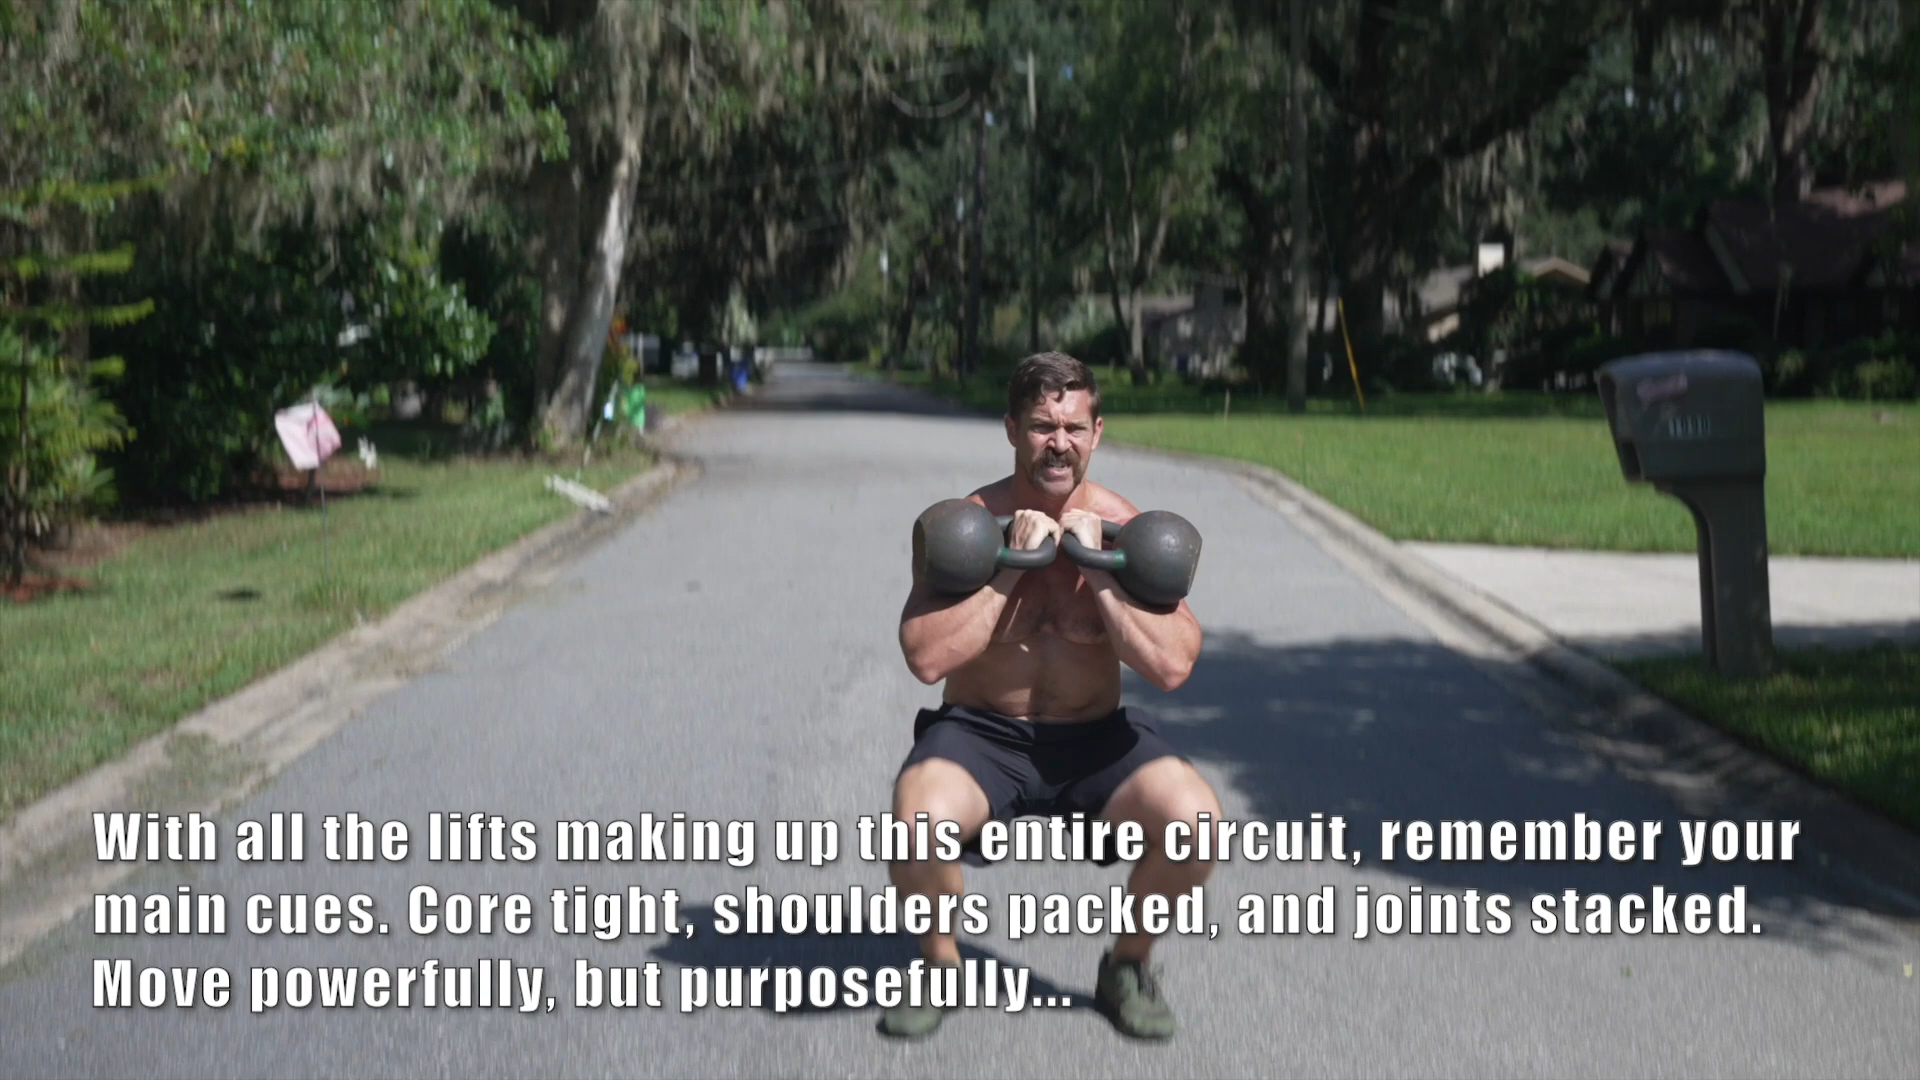 With all the lifts making up this entire circuit, remember your
main cues. Core tight, shoulders packed, and joints stacked.
Move powerfully, but purposefully...